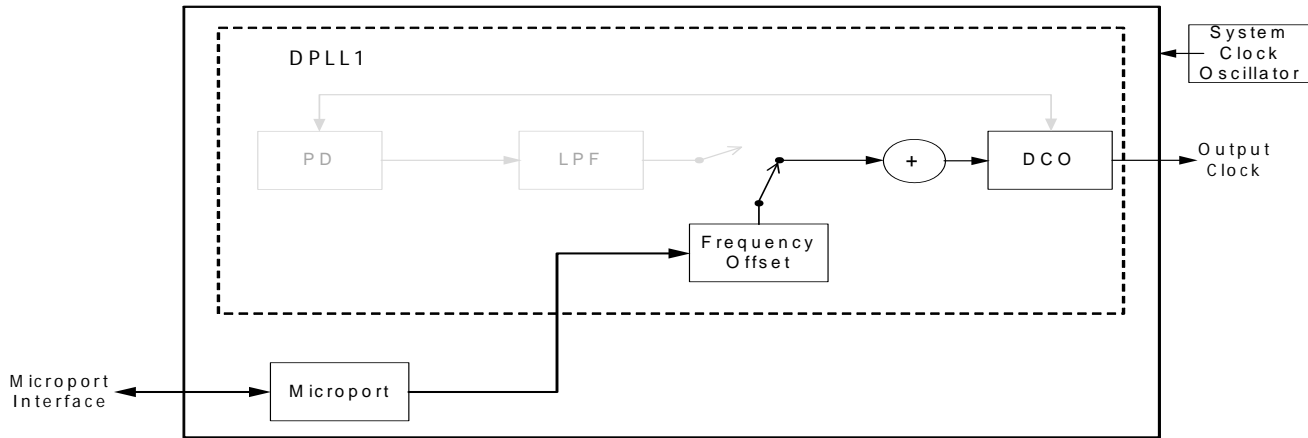 System
Clock
Oscillator
DPLL1
PD
LPF
+
DCO
Output
Clock
Frequency
Offset
Microport
Interface
Microport